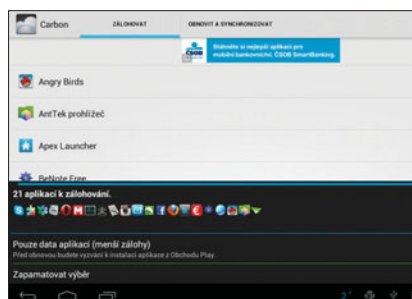 Carbon
ZÁLOHOVAT
OBNOVIT A SYNCHRONIZOVAT
ČSOB
Stáhněte si nejlepší aplikaci pro
mobilní bankovnictví. ČSOB SmartBanking.
Angry Birds
AntTek prohlížeč
Apex Launcher
BeNote Free
21 aplikací k zálohování.
Pouze data aplikací (menší zálohy)
Před obnovou budete vyzváni k instalaci aplikace z Obchodu Play.
Zapamatovat výběr